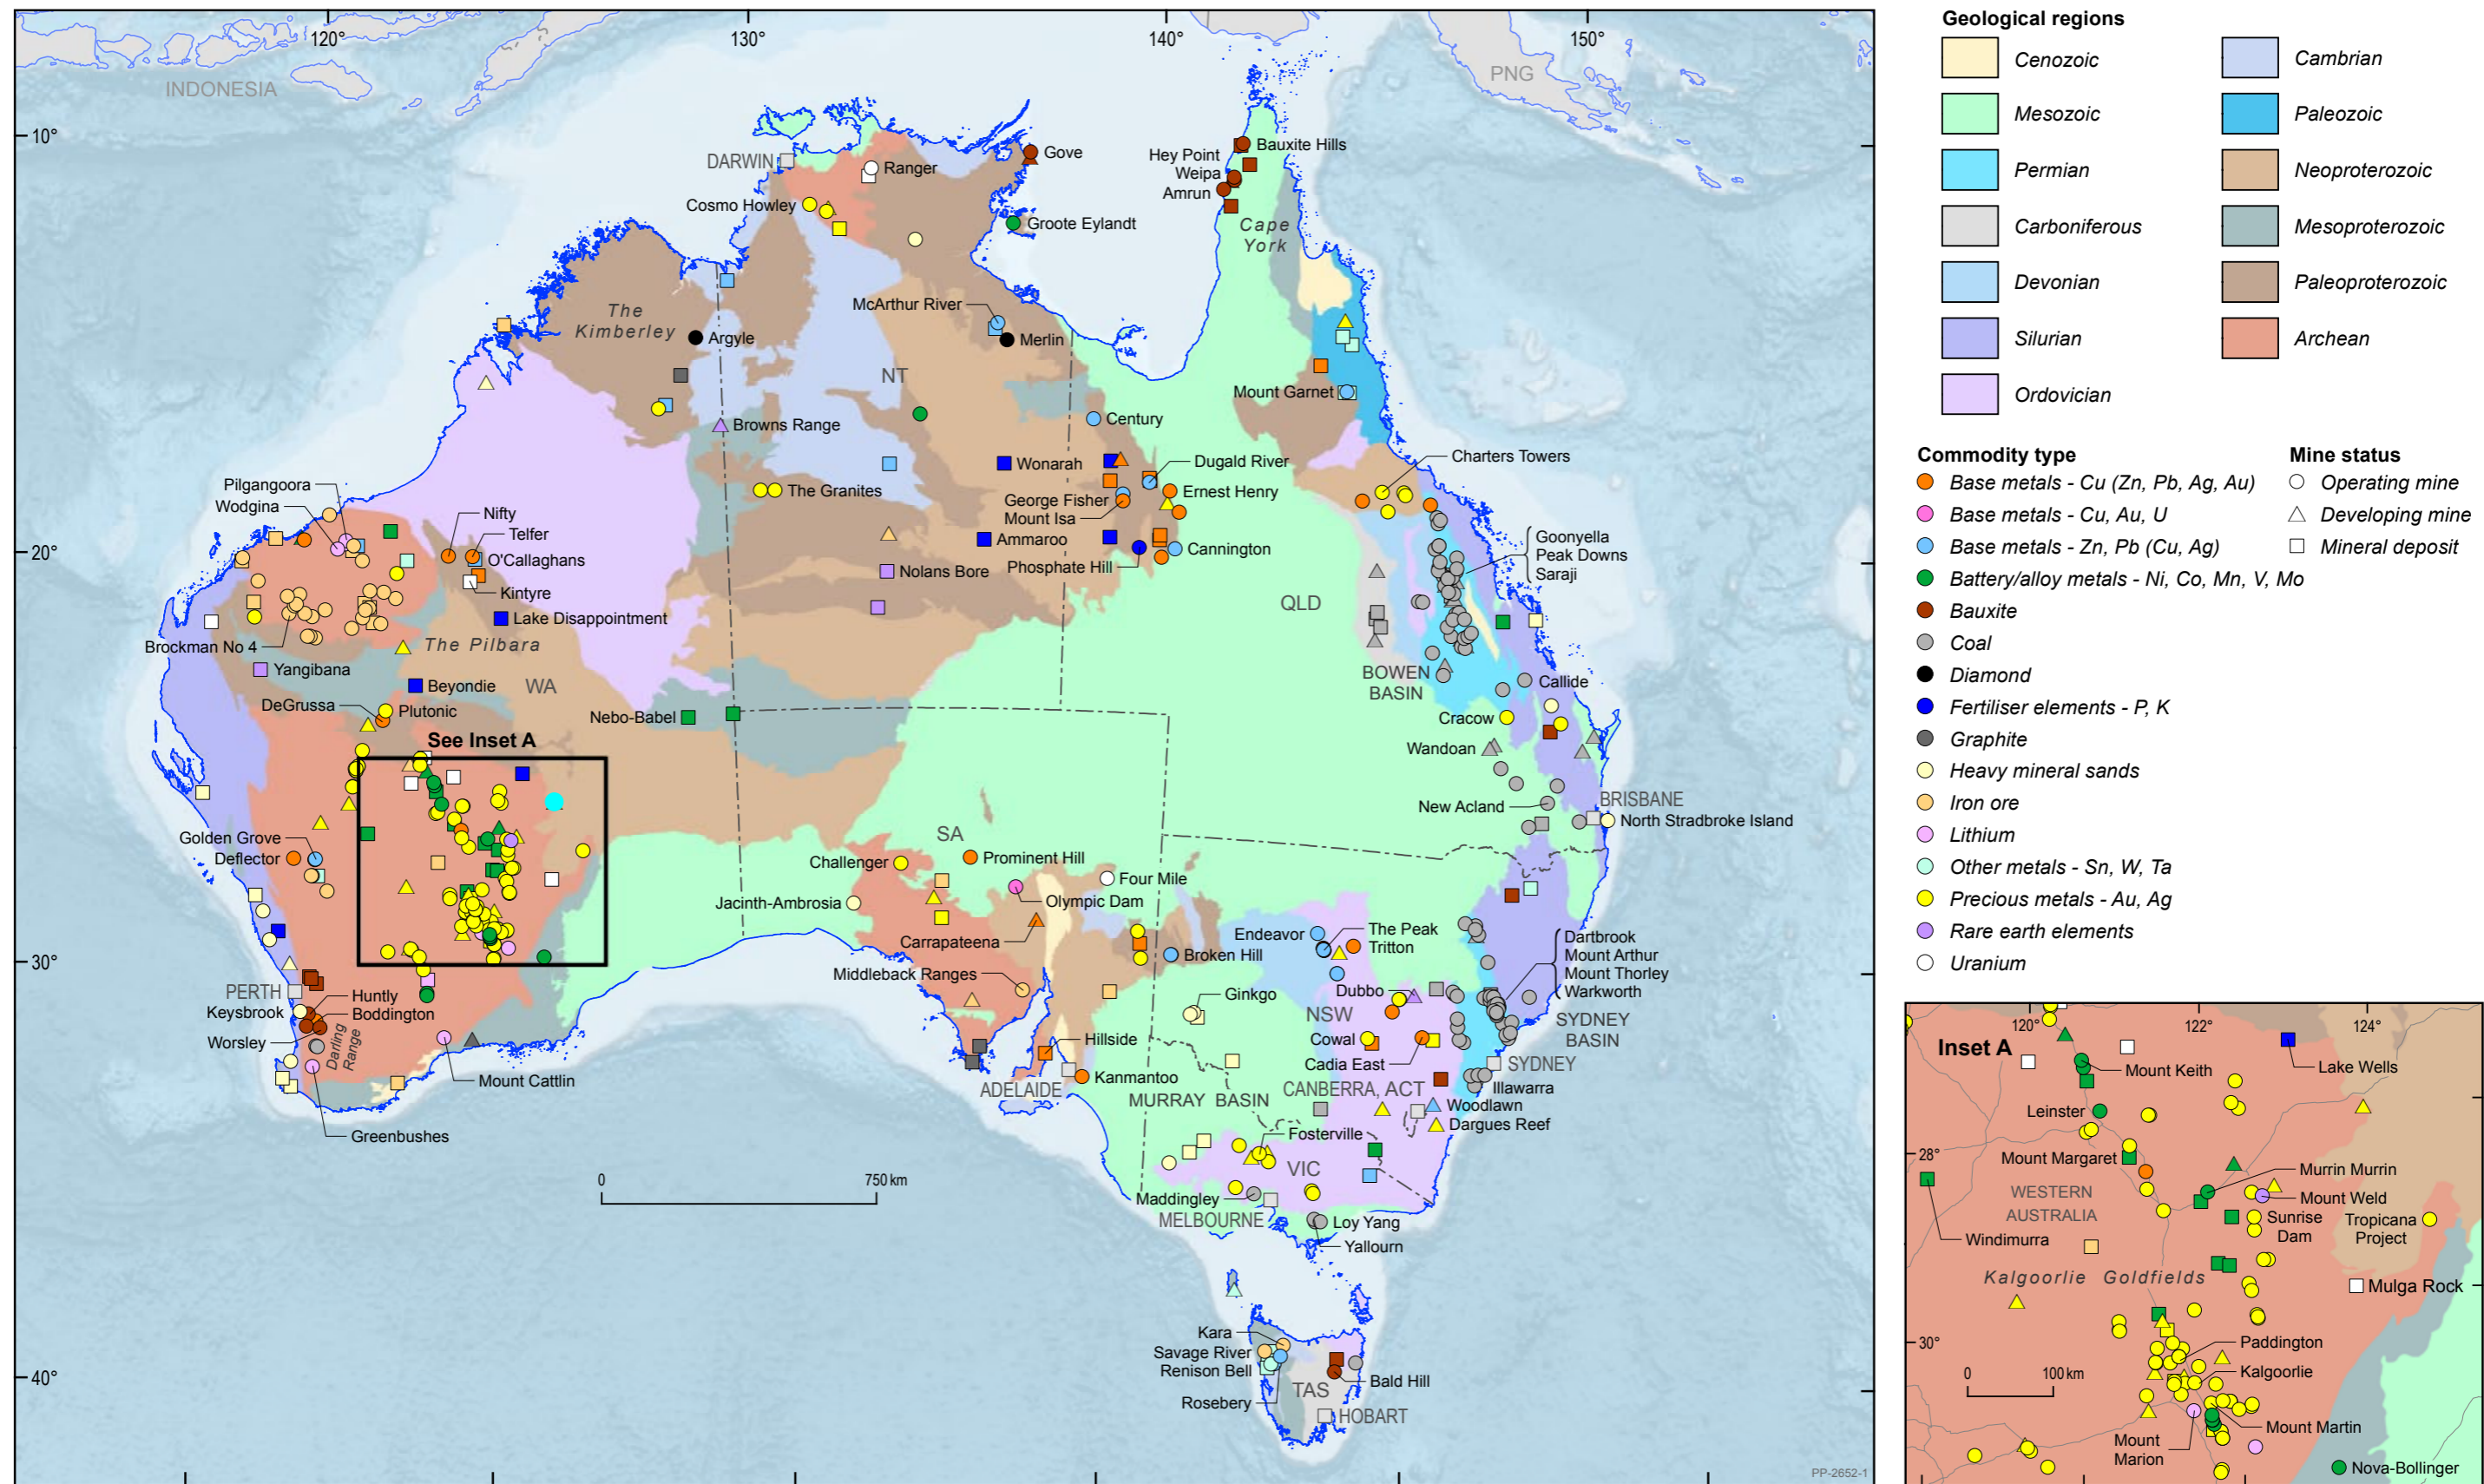 120°
130°
140°
150°
INDONESIA
PNG
10°
DARWIN
Ranger
Gove
Hey Point
Weipa
Amrun
Bauxite Hills
Cosmo Howley
Groote Eylandt
Cape
York
The
Kimberley
McArthur River
Argyle
Merlin
NT
Mount Garnet
Browns Range
Century
Pilgangoora
Wodgina
Wonarah
Dugald River
Charters Towers
The Granites
George Fisher
Mount Isa
Ernest Henry
Nifty
Telfer
O'Callaghans
Kintyre
20°
Ammaroo
Cannington
Phosphate Hill
Goonyella
Peak Downs
Saraji
Nolans Bore
QLD
Lake Disappointment
Brockman No 4
The Pilbara
Yangibana
WA
Beyondie
BOWEN
BASIN
Callide
DeGrussa
Plutonic
Nebo-Babel
Cracow
See Inset A
Wandoan
New Acland
BRISBANE
North Stradbroke Island
Golden Grove
Deflector
SA
Challenger
Prominent Hill
Four Mile
Jacinth-Ambrosia
Olympic Dam
Carrapateena
Endeavor
The Peak
Tritton
Broken Hill
Dartbrook
Mount Arthur
Mount Thorley
Warkworth
30°
Middleback Ranges
PERTH
Keysbrook
Huntly
Boddington
Ginkgo
Dubbo
NSW
SYDNEY
BASIN
Worsley
Darling
Range
Hillside
Cowal
Cadia East
SYDNEY
Mount Cattlin
ADELAIDE
Kanmantoo
CANBERRA, ACT
Illawarra
MURRAY BASIN
Woodlawn
Dargues Reef
Greenbushes
Fosterville
VIC
0
750 km
Maddingley
MELBOURNE
Loy Yang
Yallourn
Kara
Savage River
Renison Bell
Rosebery
Bald Hill
TAS
HOBART
40°
PP-2652-1
Geological regions
Cenozoic
Mesozoic
Permian
Carboniferous
Devonian
Silurian
Ordovician
Cambrian
Paleozoic
Neoproterozoic
Mesoproterozoic
Paleoproterozoic
Archean
Commodity type
Base metals - Cu (Zn, Pb, Ag, Au)
Base metals - Cu, Au, U
Base metals - Zn, Pb (Cu, Ag)
Battery/alloy metals - Ni, Co, Mn, V, Mo
Bauxite
Coal
Diamond
Fertiliser elements - P, K
Graphite
Heavy mineral sands
Iron ore
Lithium
Other metals - Sn, W, Ta
Precious metals - Au, Ag
Rare earth elements
Uranium
Mine status
Operating mine
Developing mine
Mineral deposit
Inset A
120°
122°
124°
Mount Keith
Lake Wells
Leinster
28°
Mount Margaret
Murrin Murrin
WESTERN
AUSTRALIA
Mount Weld
Sunrise
Dam
Tropicana
Project
Windimurra
Kalgoorlie Goldfields
Mulga Rock
30°
Paddington
0
100 km
Kalgoorlie
Mount Martin
Mount
Marion
Nova-Bollinger